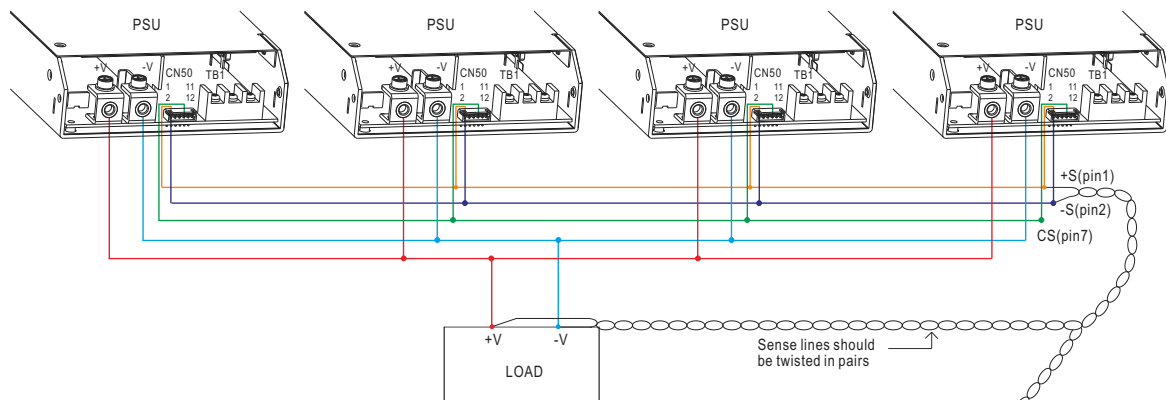 PSU PSU PSU PSU
+V -V CN50 TB1 1 11 2 12
+V -V CN50 TB1 1 11 2 12
+V -V CN50 TB1 1 11 2 12
+V -V CN50 TB1 1 11 2 12
+S(pin1)
-S(pin2)
CS(pin7)
+V -V
LOAD
Sense lines should
be twisted in pairs